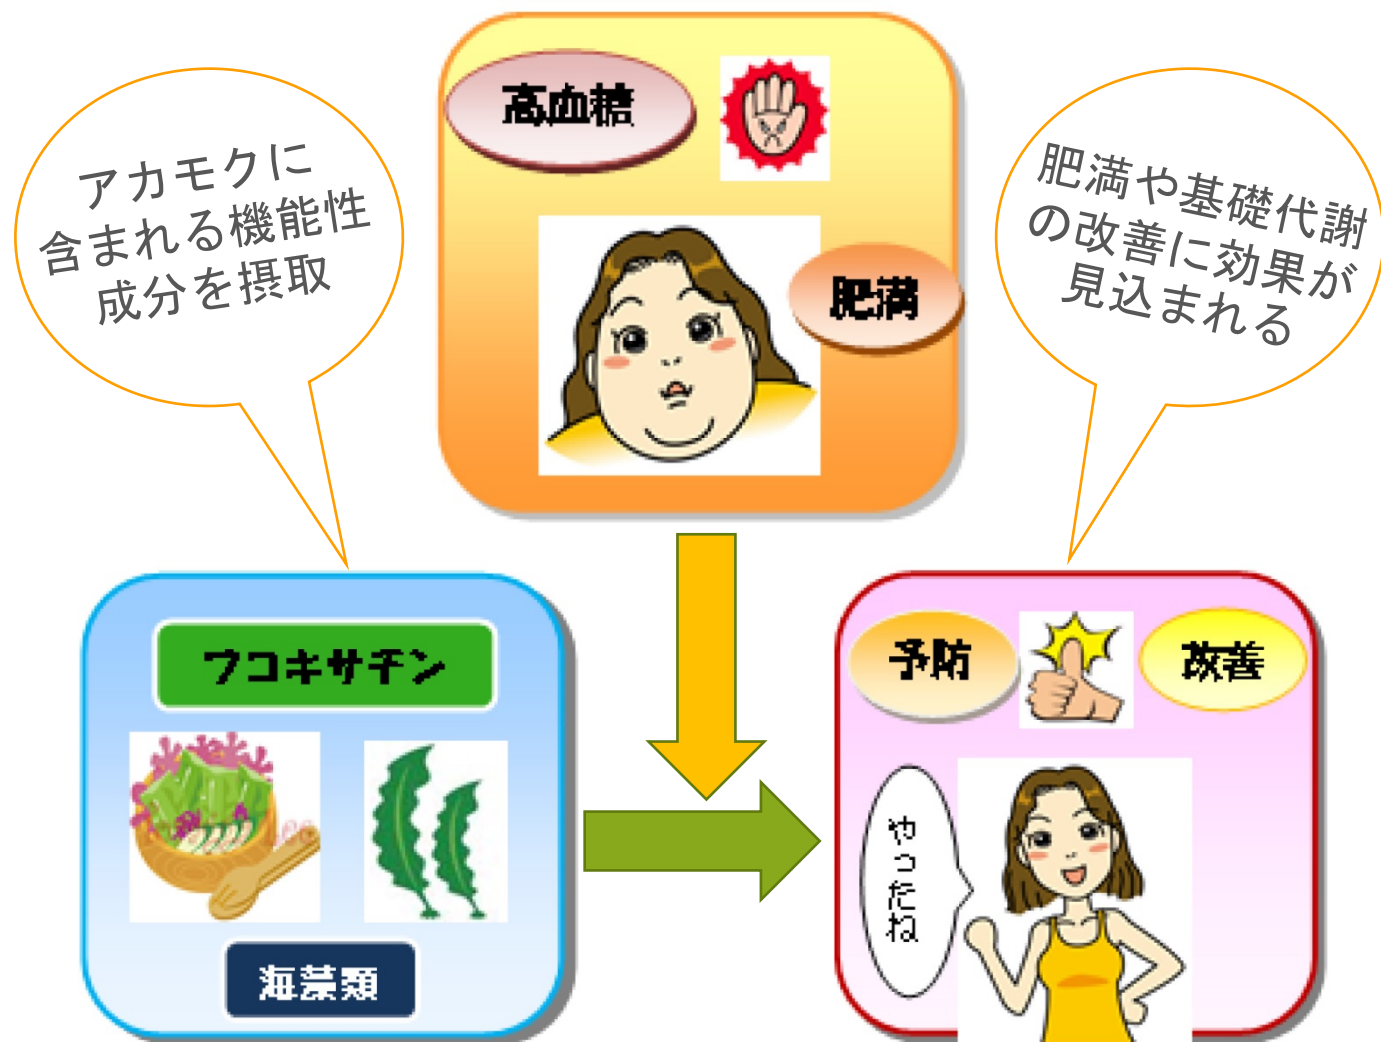 高血糖
肥満
アカモクに
含まれる機能性
成分を摂取
肥満や基礎代謝
の改善に効果が
見込まれる
フコキサチン
海藻類
予防
改善
やったね